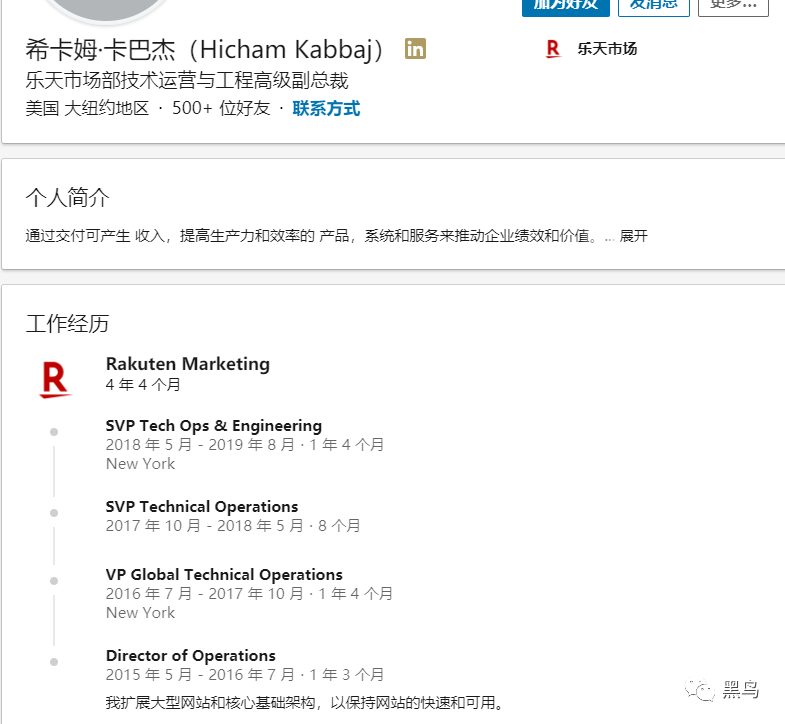 加为好友 发消息 更多...
希卡姆·卡巴杰（Hicham Kabbaj） in
R 乐天市场
乐天市场部技术运营与工程高级副总裁
美国 大纽约地区 · 500+ 位好友 · 联系方式
个人简介
通过交付可产生 收入，提高生产力和效率的 产品，系统和服务来推动企业绩效和价值。... 展开
工作经历
R
Rakuten Marketing
4 年 4 个月
SVP Tech Ops & Engineering
2018 年 5 月 - 2019 年 8 月 · 1 年 4 个月
New York
SVP Technical Operations
2017 年 10 月 - 2018 年 5 月 · 8 个月
VP Global Technical Operations
2016 年 7 月 - 2017 年 10 月 · 1 年 4 个月
New York
Director of Operations
2015 年 5 月 - 2016 年 7 月 · 1 年 3 个月
我扩展大型网站和核心基础架构，以保持网站的快速和可用。
黑鸟